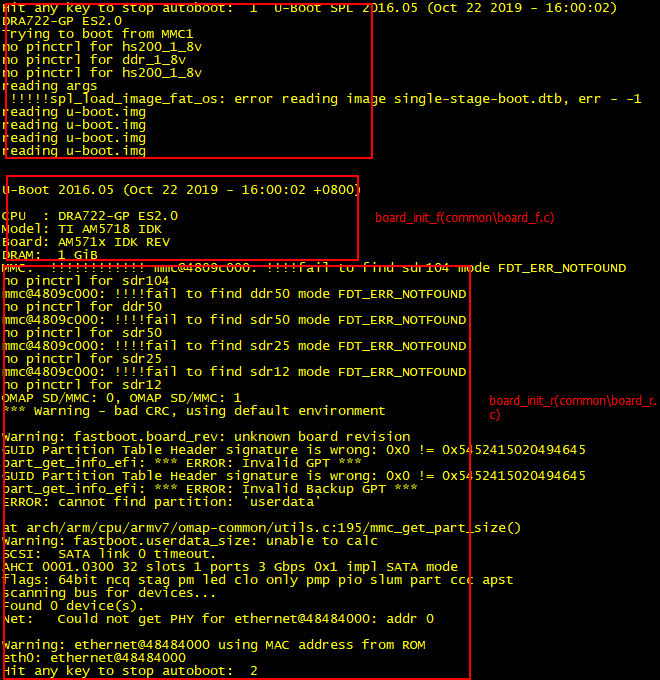 Hit any key to stop autoboot:  1  U-Boot SPL 2016.05 (Oct 22 2019 - 16:00:02)
DRA722-GP ES2.0
Trying to boot from MMC1
no pinctrl for hs200_1_8v
no pinctrl for ddr_1_8v
no pinctrl for hs200_1_8v
reading args
!!!!!spl_load_image_fat_os: error reading image single-stage-boot.dtb, err - -1
reading u-boot.img
reading u-boot.img
reading u-boot.img
reading u-boot.img
U-Boot 2016.05 (Oct 22 2019 - 16:00:02 +0800)
CPU  : DRA722-GP ES2.0
board_init_f(common\board_f.c)
Model: TI AM5718 IDK
Board: AM571x IDK REV
DRAM:  1 GiB
MMC:  !!!!!!!!!!!! mmc@4809c000: !!!!fail to find sdr104 mode FDT_ERR_NOTFOUND
no pinctrl for sdr104
mmc@4809c000: !!!!fail to find ddr50 mode FDT_ERR_NOTFOUND
no pinctrl for ddr50
mmc@4809c000: !!!!fail to find sdr50 mode FDT_ERR_NOTFOUND
no pinctrl for sdr50
mmc@4809c000: !!!!fail to find sdr25 mode FDT_ERR_NOTFOUND
no pinctrl for sdr25
mmc@4809c000: !!!!fail to find sdr12 mode FDT_ERR_NOTFOUND
no pinctrl for sdr12
OMAP SD/MMC: 0, OMAP SD/MMC: 1
*** Warning - bad CRC, using default environment
board_init_r(common\board_r.
c)
Warning: fastboot.board_rev: unknown board revision
GUID Partition Table Header signature is wrong: 0x0 != 0x5452415020494645
part_get_info_efi: *** ERROR: Invalid GPT ***
GUID Partition Table Header signature is wrong: 0x0 != 0x5452415020494645
part_get_info_efi: *** ERROR: Invalid Backup GPT ***
ERROR: cannot find partition: 'userdata'
at arch/arm/cpu/armv7/omap-common/utils.c:195/mmc_get_part_size()
Warning: fastboot.userdata_size: unable to calc
SCSI:  SATA link 0 timeout.
AHCI 0001.0300 32 slots 1 ports 3 Gbps 0x1 impl SATA mode
flags: 64bit ncq stag pm led clo only pmp pio slum part ccc apst
scanning bus for devices...
Found 0 device(s).
Net:   Could not get PHY for ethernet@48484000: addr 0
Warning: ethernet@48484000 using MAC address from ROM
eth0: ethernet@48484000
Hit any key to stop autoboot:  2